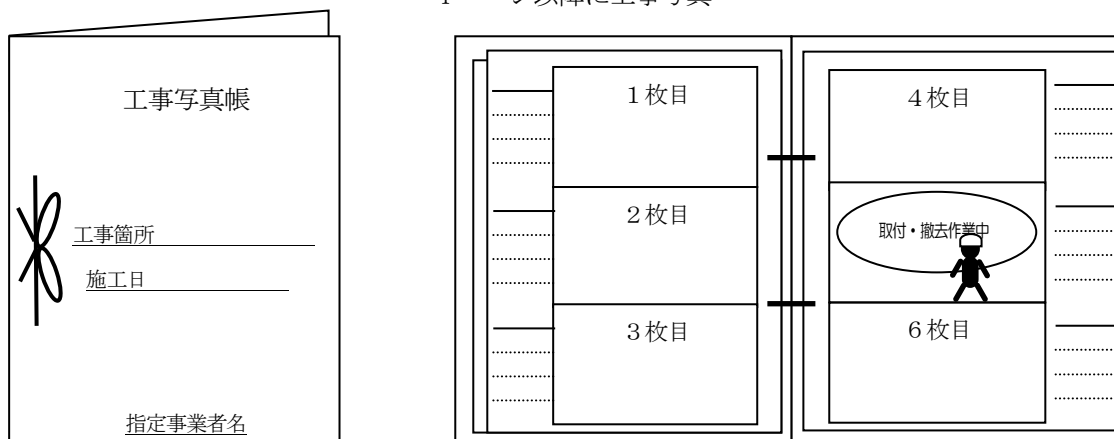 工事写真帳
工事箇所
施工日
指定事業者名
1枚目
2枚目
3枚目
4枚目
取付・撤去作業中
6枚目